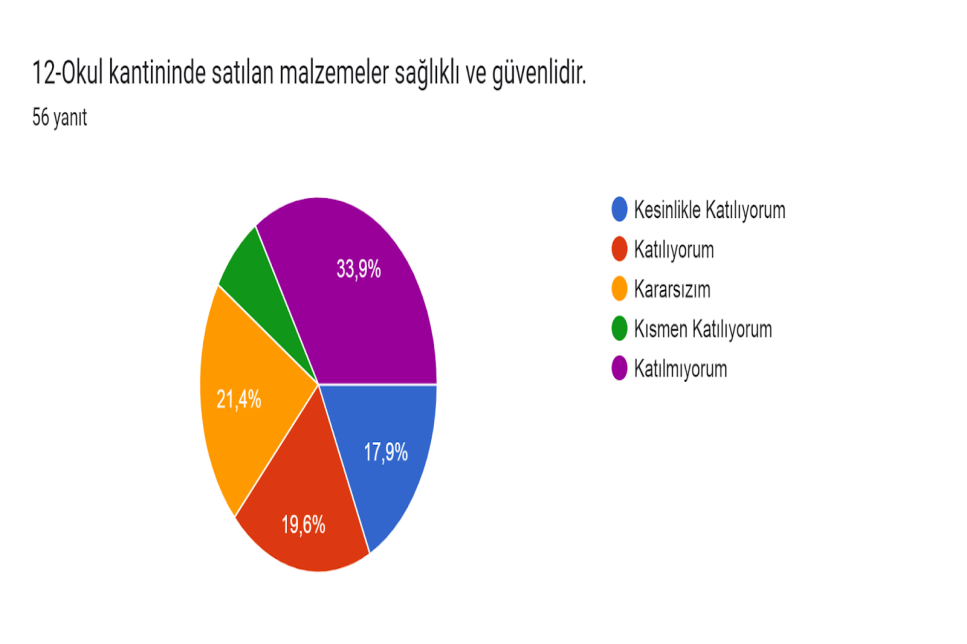 12-Okul kantininde satılan malzemeler sağlıklı ve güvenlidir.
56 yanıt
33,9%
21,4%
17,9%
19,6%
Kesinlikle Katılıyorum
Katılıyorum
Kararsızım
Kısmen Katılıyorum
Katılmıyorum